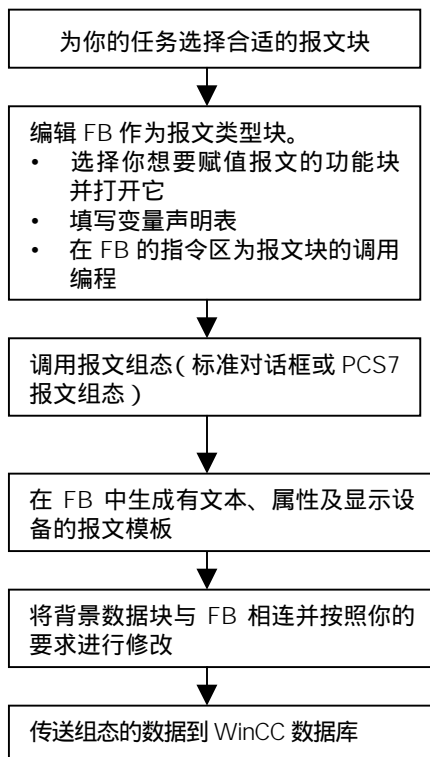 为你的任务选择合适的报文块
编辑 FB 作为报文类型块。
• 选择你想要赋值报文的功能块
并打开它
• 填写变量声明表
• 在 FB 的指令区为报文块的调用
编程
调用报文组态（标准对话框或 PCS7
报文组态）
在 FB 中生成有文本、属性及显示设
备的报文模板
将背景数据块与 FB 相连并按照你的
要求进行修改
传送组态的数据到 WinCC 数据库